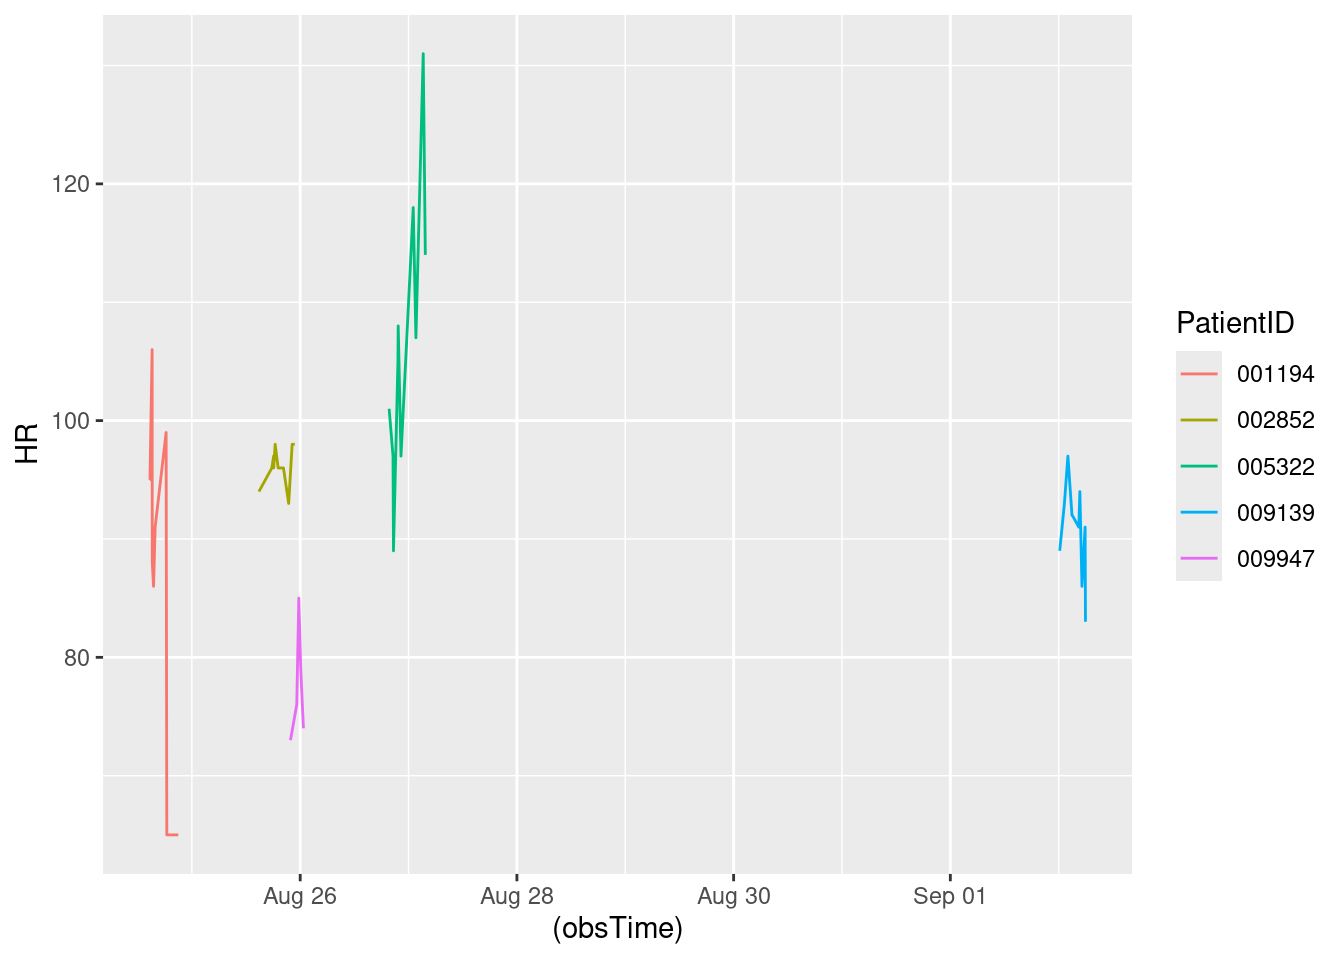 120
100
80
HR
Aug 26
Aug 28
Aug 30
Sep 01
(obsTime)
PatientID
001194
002852
005322
009139
009947